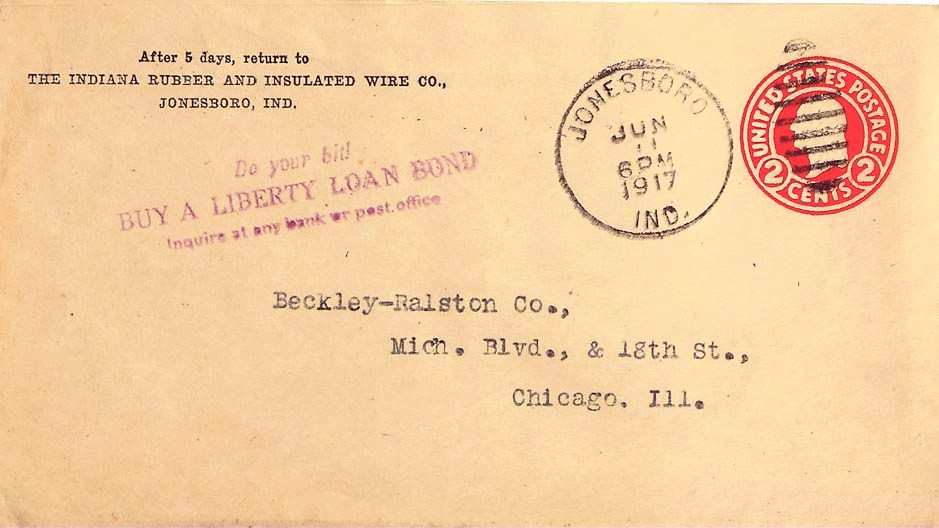 After 5 days, return to
THE INDIANA RUBBER AND INSULATED WIRE CO.,
JONESBORO, IND.
Do your bit!
BUY A LIBERTY LOAN BOND
Inquire at any bank or post office
JONESBORO
JUN
11
6 PM
1917
IND.
UNITED STATES POSTAGE
2 CENTS 2
Beckley-Ralston Co.,
Mich. Blvd., & 18th St.,
Chicago. Ill.